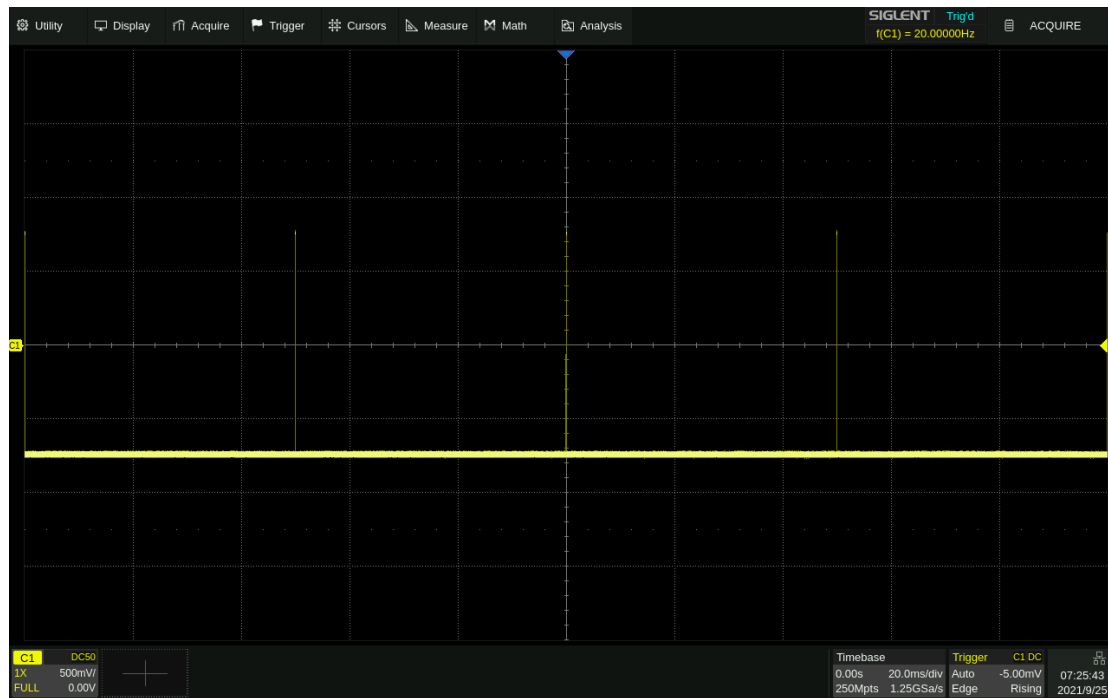 Utility Display Acquire Trigger Cursors Measure Math Analysis SIGLENT Trig'd ACQUIRE
f(C1) = 20.00000Hz
C1
C1 DC50 Timebase Trigger C1 DC
1X 500mV/ 0.00s 20.0ms/div Auto -5.00mV 07:25:43
FULL 0.00V 250Mpts 1.25GSa/s Edge Rising 2021/9/25